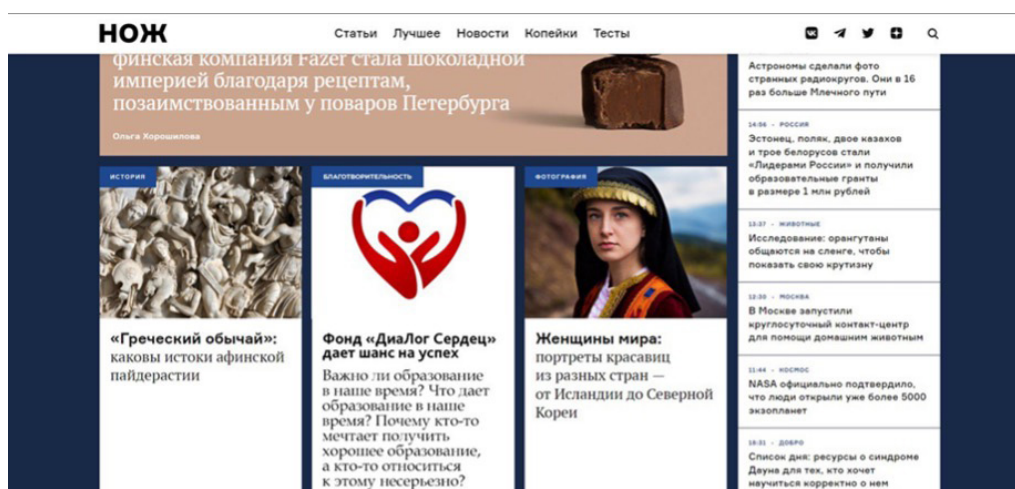 НОЖ
Статьи Лучшее Новости Копейки Тесты
финская компания Fazer стала шоколадной
империей благодаря рецептам,
позаимствованным у поваров Петербурга
Ольга Хорошилова
ИСТОРИЯ
«Греческий обычай»:
каковы истоки афинской
пайдерастии
БЛАГОТВОРИТЕЛЬНОСТЬ
Фонд «ДиаЛог Сердец»
дает шанс на успех
Важно ли образование
в наше время? Что дает
образование в наше
время? Почему кто-то
мечтает получить
хорошее образование,
а кто-то относиться
к этому несерьезно?
ФОТОГРАФИЯ
Женщины мира:
портреты красавиц
из разных стран —
от Исландии до Северной
Кореи
Астрономы сделали фото
странных радиокругов. Они в 16
раз больше Млечного пути
14:56 - РОССИЯ
Эстонец, поляк, двое казахов
и трое белорусов стали
«Лидерами России» и получили
образовательные гранты
в размере 1 млн рублей
13:37 - ЖИВОТНЫЕ
Исследование: орангутаны
общаются на сленге, чтобы
показать свою крутизну
12:30 - МОСКВА
В Москве запустили
круглосуточный контакт-центр
для помощи домашним животным
11:44 - КОСМОС
NASA официально подтвердило,
что люди открыли уже более 5000
экзопланет
19:31 - ДОБРО
Список дня: ресурсы о синдроме
Дауна для тех, кто хочет
научиться корректно о нем